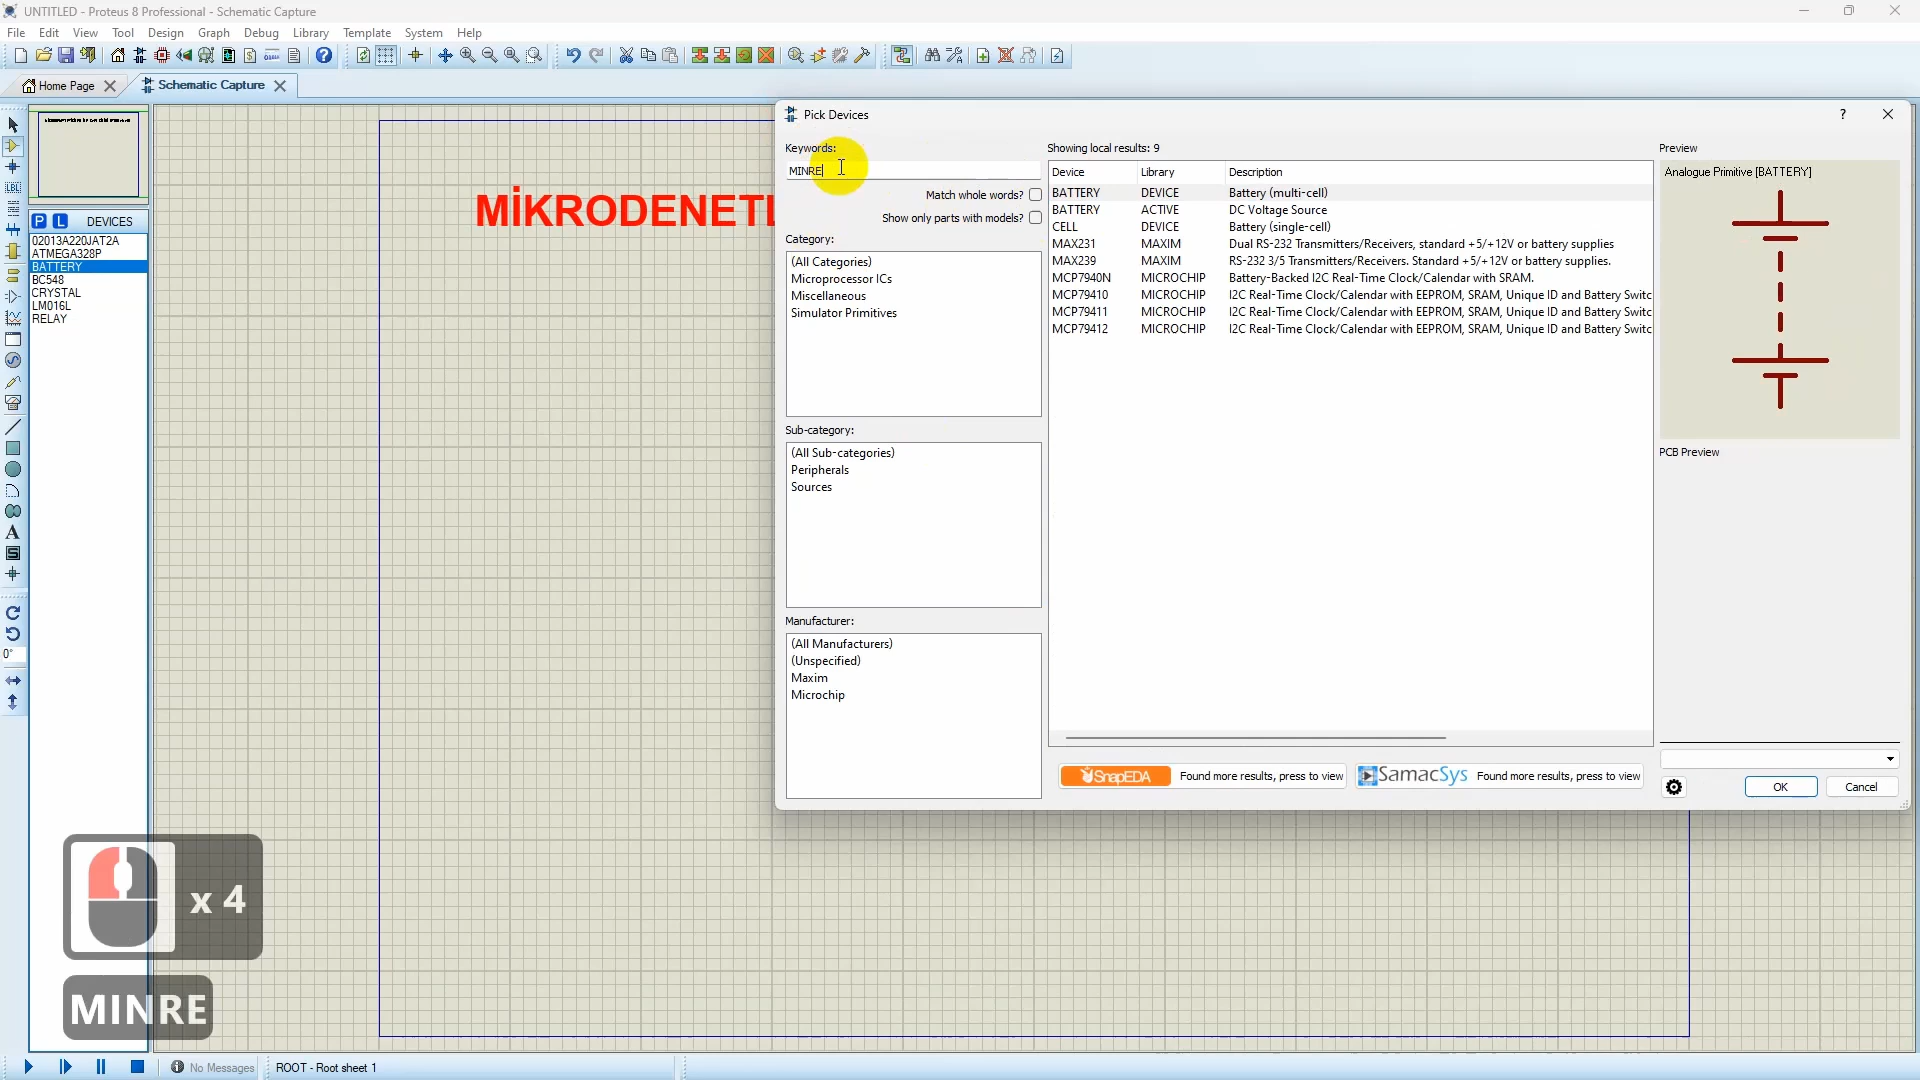 UNTITLED - Proteus 8 Professional - Schematic Capture
File Edit View Tool Design Graph Debug Library Template System Help
Home Page
Schematic Capture
P L DEVICES
02013A220JAT2A
ATMEGA328P
BATTERY
BC548
CRYSTAL
LM016L
RELAY
LBL
A
S
0°
MİKRODENETL
Pick Devices
?
Keywords:
MINRE
Match whole words?
Show only parts with models?
Category:
(All Categories)
Microprocessor ICs
Miscellaneous
Simulator Primitives
Sub-category:
(All Sub-categories)
Peripherals
Sources
Manufacturer:
(All Manufacturers)
(Unspecified)
Maxim
Microchip
Showing local results: 9
Device Library Description
BATTERY DEVICE Battery (multi-cell)
BATTERY ACTIVE DC Voltage Source
CELL DEVICE Battery (single-cell)
MAX231 MAXIM Dual RS-232 Transmitters/Receivers, standard +5/+12V or battery supplies
MAX239 MAXIM RS-232 3/5 Transmitters/Receivers. Standard +5/+12V or battery supplies.
MCP7940N MICROCHIP Battery-Backed I2C Real-Time Clock/Calendar with SRAM.
MCP79410 MICROCHIP I2C Real-Time Clock/Calendar with EEPROM, SRAM, Unique ID and Battery Switc
MCP79411 MICROCHIP I2C Real-Time Clock/Calendar with EEPROM, SRAM, Unique ID and Battery Switc
MCP79412 MICROCHIP I2C Real-Time Clock/Calendar with EEPROM, SRAM, Unique ID and Battery Switc
SnapEDA Found more results, press to view
SamacSys Found more results, press to view
Preview
Analogue Primitive [BATTERY]
PCB Preview
OK Cancel
x 4
MINRE
No Messages
ROOT - Root sheet 1